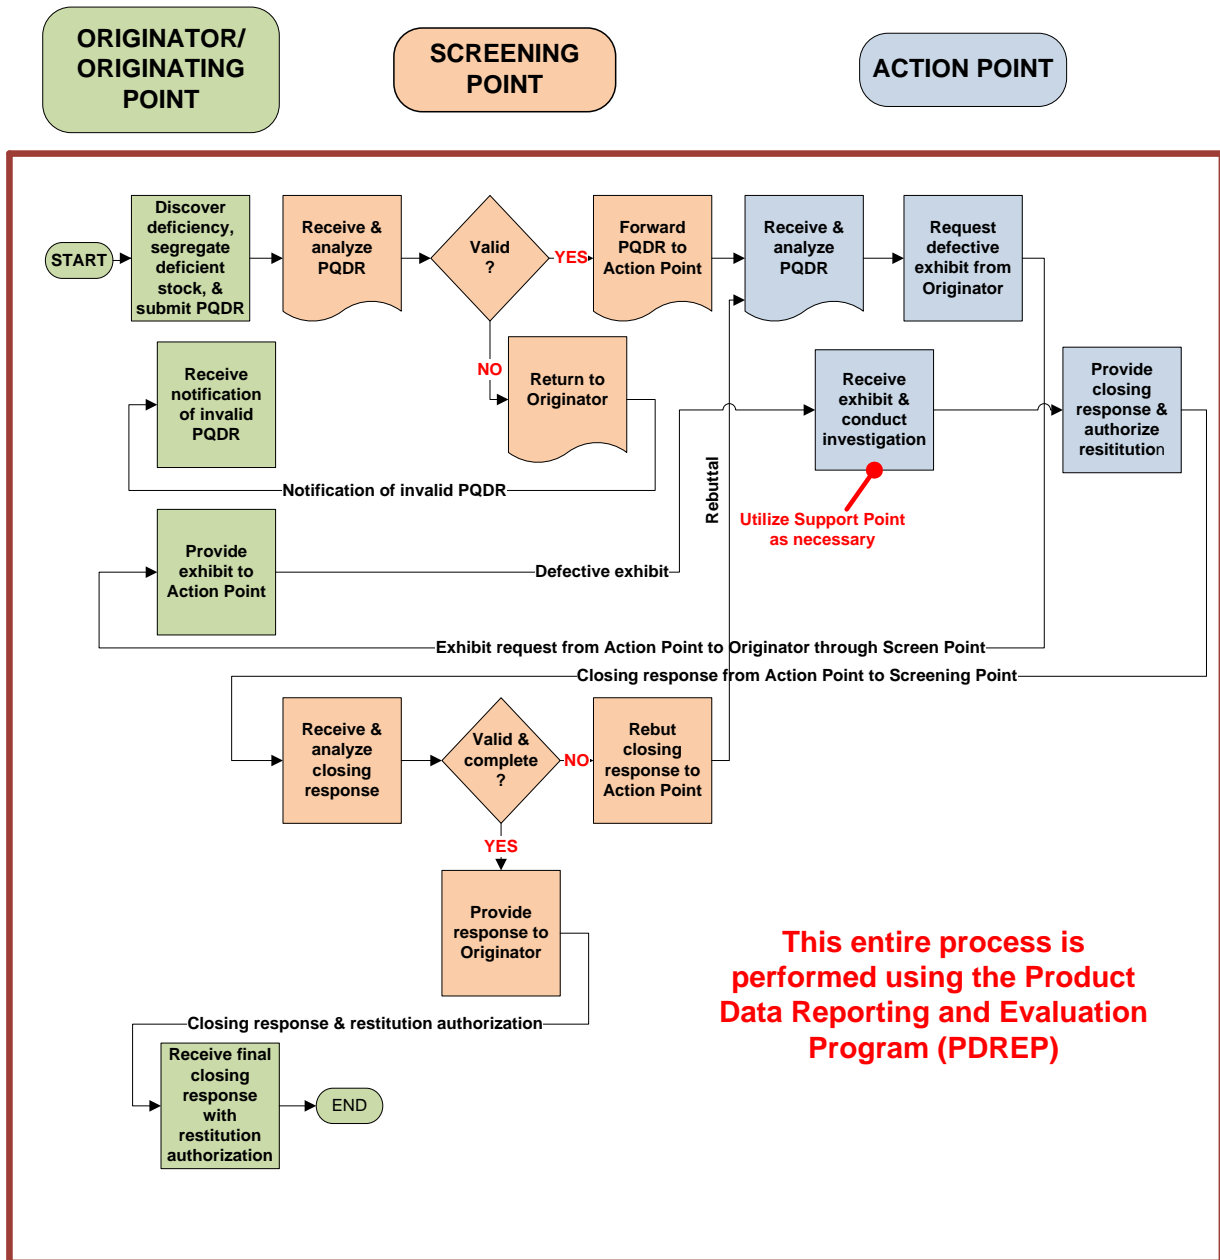 ORIGINATOR/
ORIGINATING
POINT
SCREENING
POINT
ACTION POINT
START
Discover
deficiency,
segregate
deficient
stock, &
submit PQDR
Receive &
analyze
PQDR
Valid
?
YES
Forward
PQDR to
Action Point
Receive &
analyze
PQDR
Request
defective
exhibit from
Originator
NO
Receive
notification
of invalid
PQDR
Return to
Originator
Receive
exhibit &
conduct
investigation
Provide
closing
response &
authorize
resititution
Notification of invalid PQDR
Rebuttal
Utilize Support Point
as necessary
Provide
exhibit to
Action Point
Defective exhibit
Exhibit request from Action Point to Originator through Screen Point
Closing response from Action Point to Screening Point
Receive &
analyze
closing
response
Valid &
complete
?
NO
Rebut
closing
response to
Action Point
YES
Provide
response to
Originator
This entire process is
performed using the Product
Data Reporting and Evaluation
Program (PDREP)
Closing response & restitution authorization
Receive final
closing
response
with
restitution
authorization
END